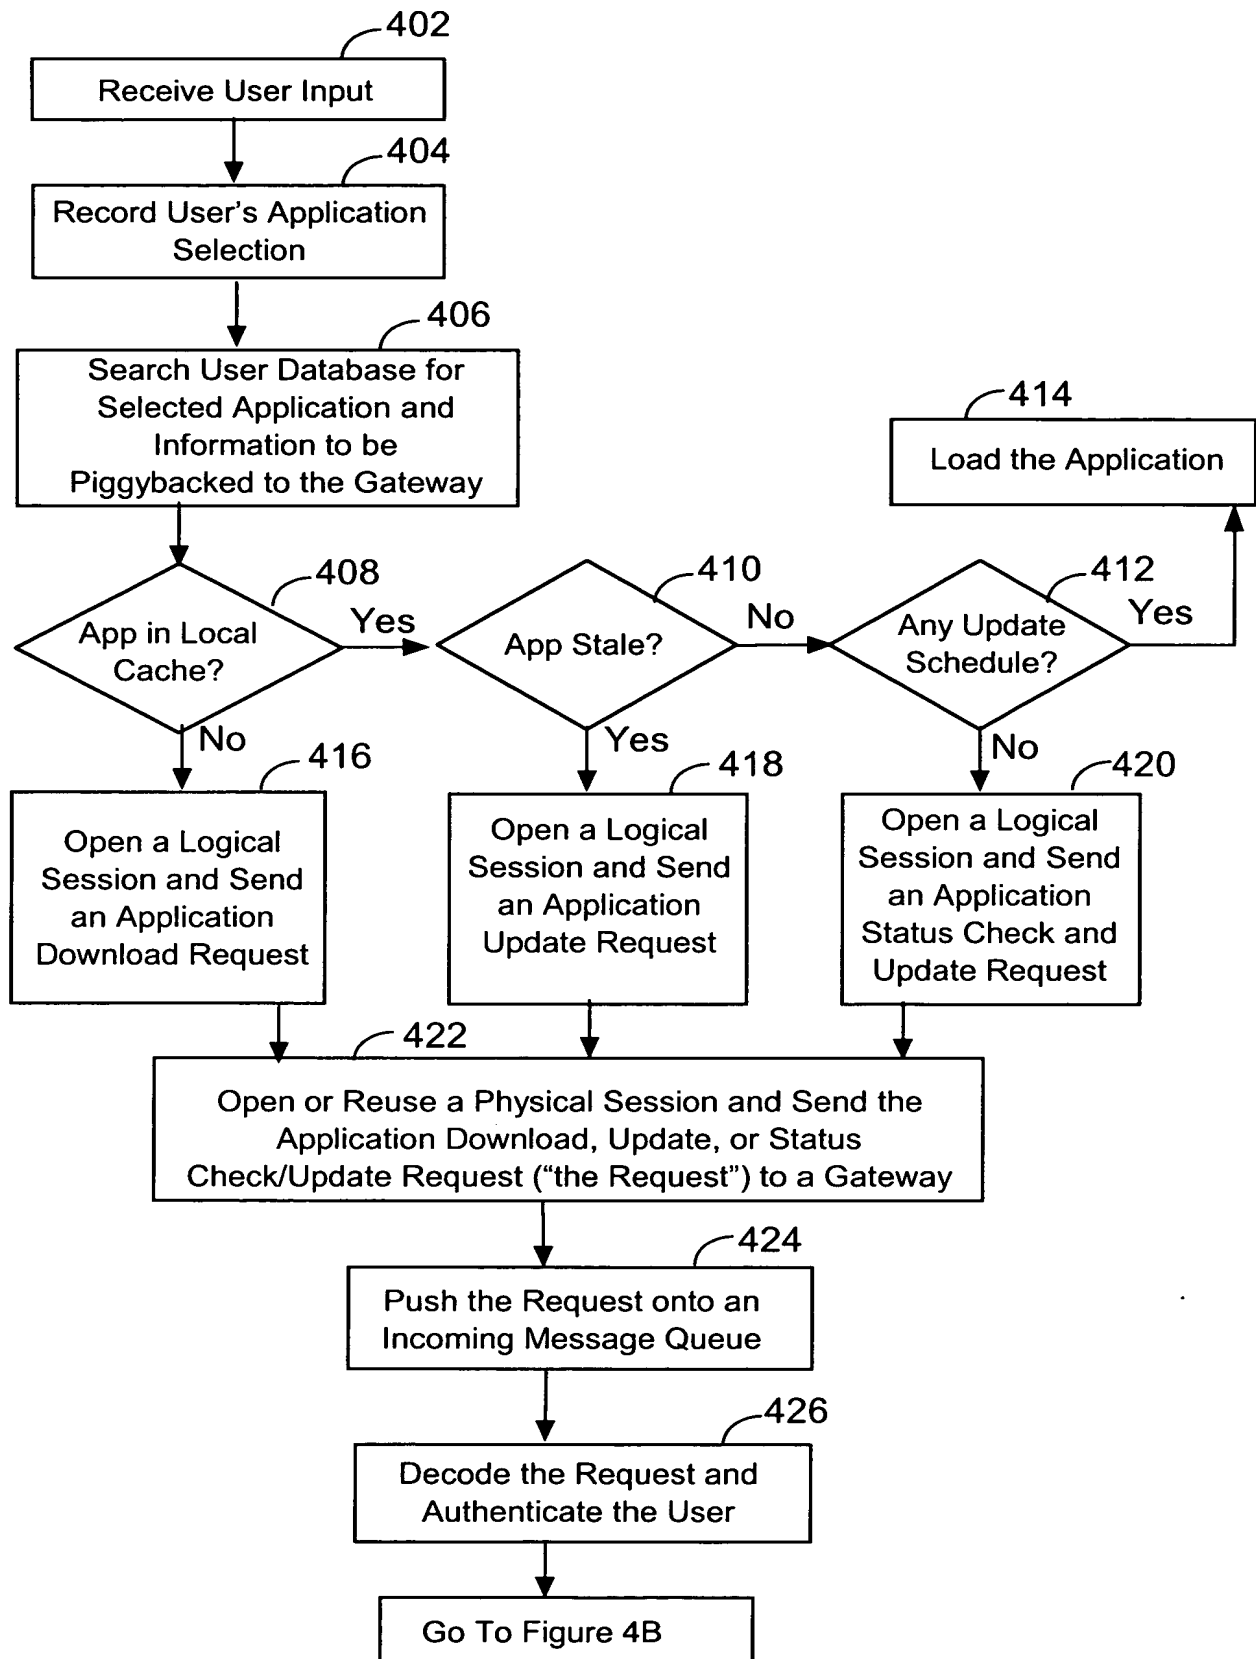 402
Receive User Input
404
Record User's Application
Selection
406
Search User Database for
Selected Application and
Information to be
Piggybacked to the Gateway
414
Load the Application
408
App in Local
Cache?
Yes
410
App Stale?
No
412
Any Update
Schedule?
Yes
No
416
Open a Logical
Session and Send
an Application
Download Request
Yes
418
Open a Logical
Session and Send
an Application
Update Request
No
420
Open a Logical
Session and Send
an Application
Status Check and
Update Request
422
Open or Reuse a Physical Session and Send the
Application Download, Update, or Status
Check/Update Request (“the Request”) to a Gateway
424
Push the Request onto an
Incoming Message Queue
426
Decode the Request and
Authenticate the User
Go To Figure 4B